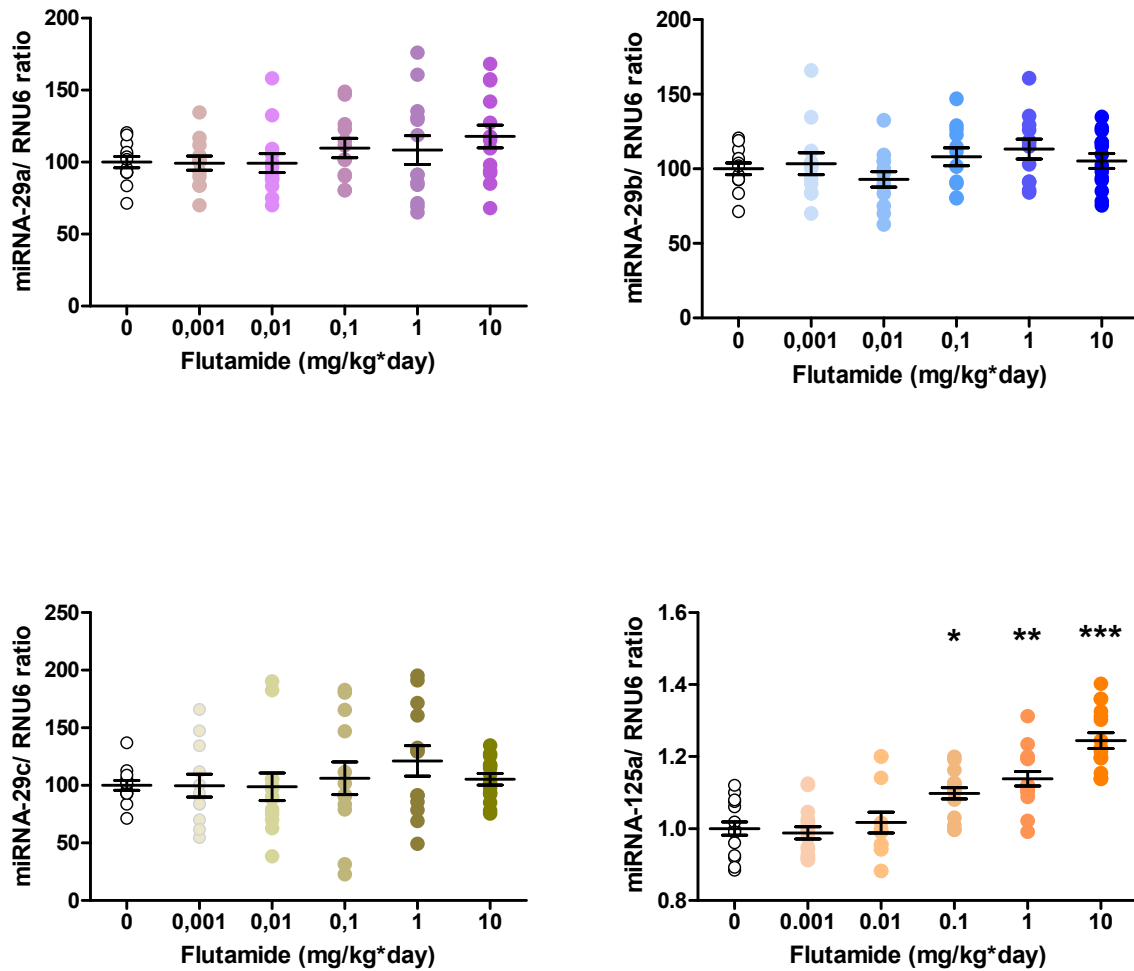 200
150
100
50
0
miRNA-29a/ RNU6 ratio
0 0,001 0,01 0,1 1 10
Flutamide (mg/kg*day)
200
150
100
50
0
miRNA-29b/ RNU6 ratio
0 0,001 0,01 0,1 1 10
Flutamide (mg/kg*day)
250
200
150
100
50
0
miRNA-29c/ RNU6 ratio
0 0,001 0,01 0,1 1 10
Flutamide (mg/kg*day)
1.6
1.4
1.2
1.0
0.8
miRNA-125a/ RNU6 ratio
* ** ***
0 0.001 0.01 0.1 1 10
Flutamide (mg/kg*day)